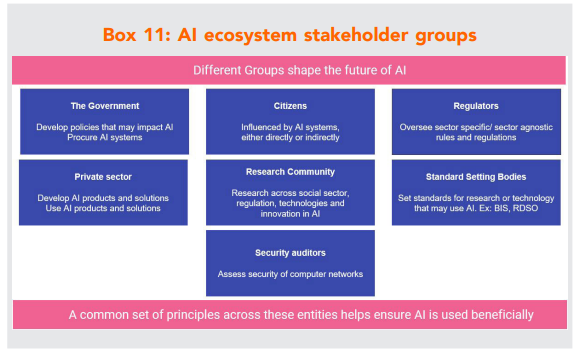 Box 11: AI ecosystem stakeholder groups
Different Groups shape the future of AI
The Government
Develop policies that may impact AI
Procure AI systems
Citizens
Influenced by AI systems,
either directly or indirectly
Regulators
Oversee sector specific/ sector agnostic
rules and regulations
Private sector
Develop AI products and solutions
Use AI products and solutions
Research Community
Research across social sector,
regulation, technologies and
innovation in AI
Standard Setting Bodies
Set standards for research or technology
that may use AI. Ex: BIS, RDSO
Security auditors
Assess security of computer networks
A common set of principles across these entities helps ensure AI is used beneficially